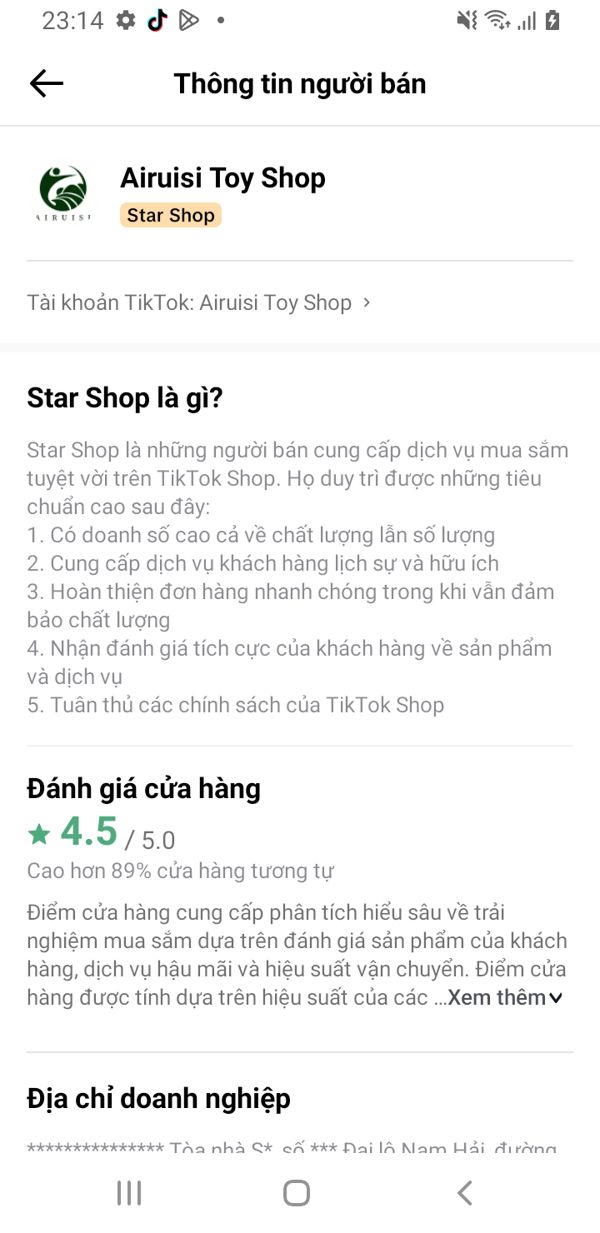 23:14
Thông tin người bán
Airuisi Toy Shop
AIRUISI
Star Shop
Tài khoản TikTok: Airuisi Toy Shop >
Star Shop là gì?
Star Shop là những người bán cung cấp dịch vụ mua sắm
tuyệt vời trên TikTok Shop. Họ duy trì được những tiêu
chuẩn cao sau đây:
1. Có doanh số cao cả về chất lượng lẫn số lượng
2. Cung cấp dịch vụ khách hàng lịch sự và hữu ích
3. Hoàn thiện đơn hàng nhanh chóng trong khi vẫn đảm
bảo chất lượng
4. Nhận đánh giá tích cực của khách hàng về sản phẩm
và dịch vụ
5. Tuân thủ các chính sách của TikTok Shop
Đánh giá cửa hàng
4.5 / 5.0
Cao hơn 89% cửa hàng tương tự
Điểm cửa hàng cung cấp phân tích hiểu sâu về trải
nghiệm mua sắm dựa trên đánh giá sản phẩm của khách
hàng, dịch vụ hậu mãi và hiệu suất vận chuyển. Điểm cửa
hàng được tính dựa trên hiệu suất của các ...Xem thêm
Địa chỉ doanh nghiệp
*************** Tòa nhà S*, số *** Đại lộ Nam Hải, đường